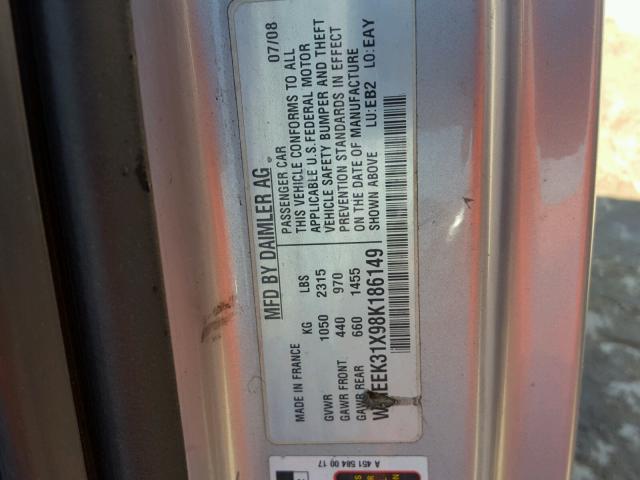 MFD BY DAIMLER AG
07/08
PASSENGER CAR
THIS VEHICLE CONFORMS TO ALL
APPLICABLE U.S. FEDERAL MOTOR
VEHICLE SAFETY BUMPER AND THEFT
PREVENTION STANDARDS IN EFFECT
ON THE DATE OF MANUFACTURE
SHOWN ABOVE LU: EB2 LO: EAY
MADE IN FRANCE KG LBS
GVWR 1050 2315
GAWR FRONT 440 970
GAWR REAR 660 1455
EEK31X98K186149
A 451 584 00 17